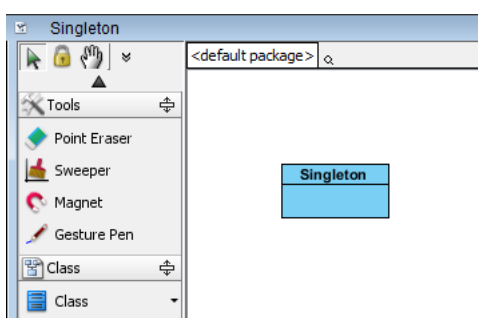 Singleton
<default package>
Tools
Point Eraser
Sweeper
Magnet
Gesture Pen
Class
Class
Singleton